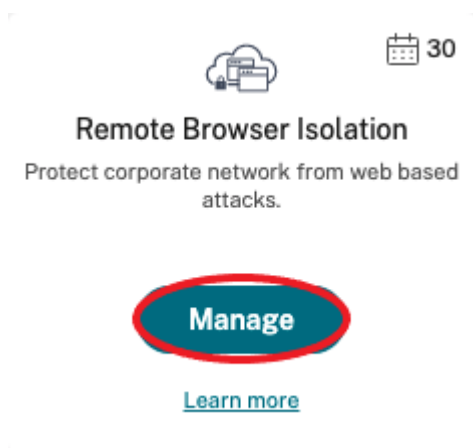 30
Remote Browser Isolation
Protect corporate network from web based
attacks.
Manage
Learn more